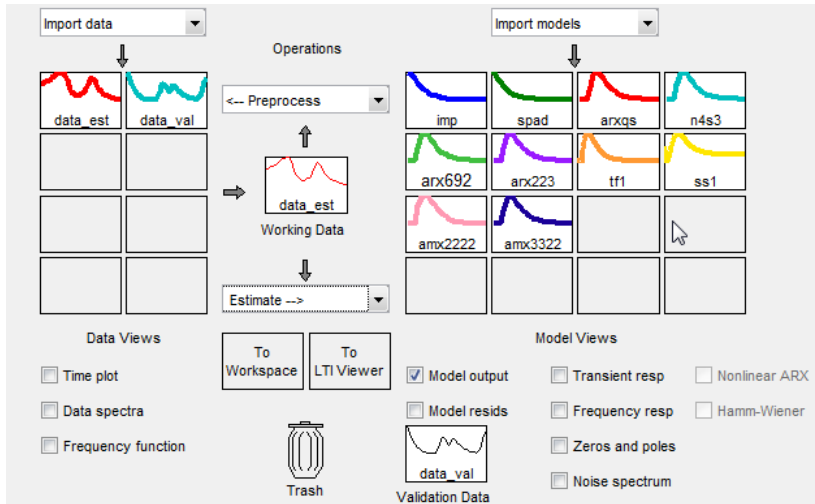 Import data
Operations
Import models
data_est
data_val
<-- Preprocess
imp
spad
arxqs
n4s3
arx692
arx223
tf1
ss1
data_est
Working Data
amx2222
amx3322
Estimate -->
Data Views
To
Workspace
To
LTI Viewer
Model Views
Time plot
Model output
Transient resp
Nonlinear ARX
Data spectra
Model resids
Frequency resp
Hamm-Wiener
Frequency function
Zeros and poles
data_val
Noise spectrum
Trash
Validation Data